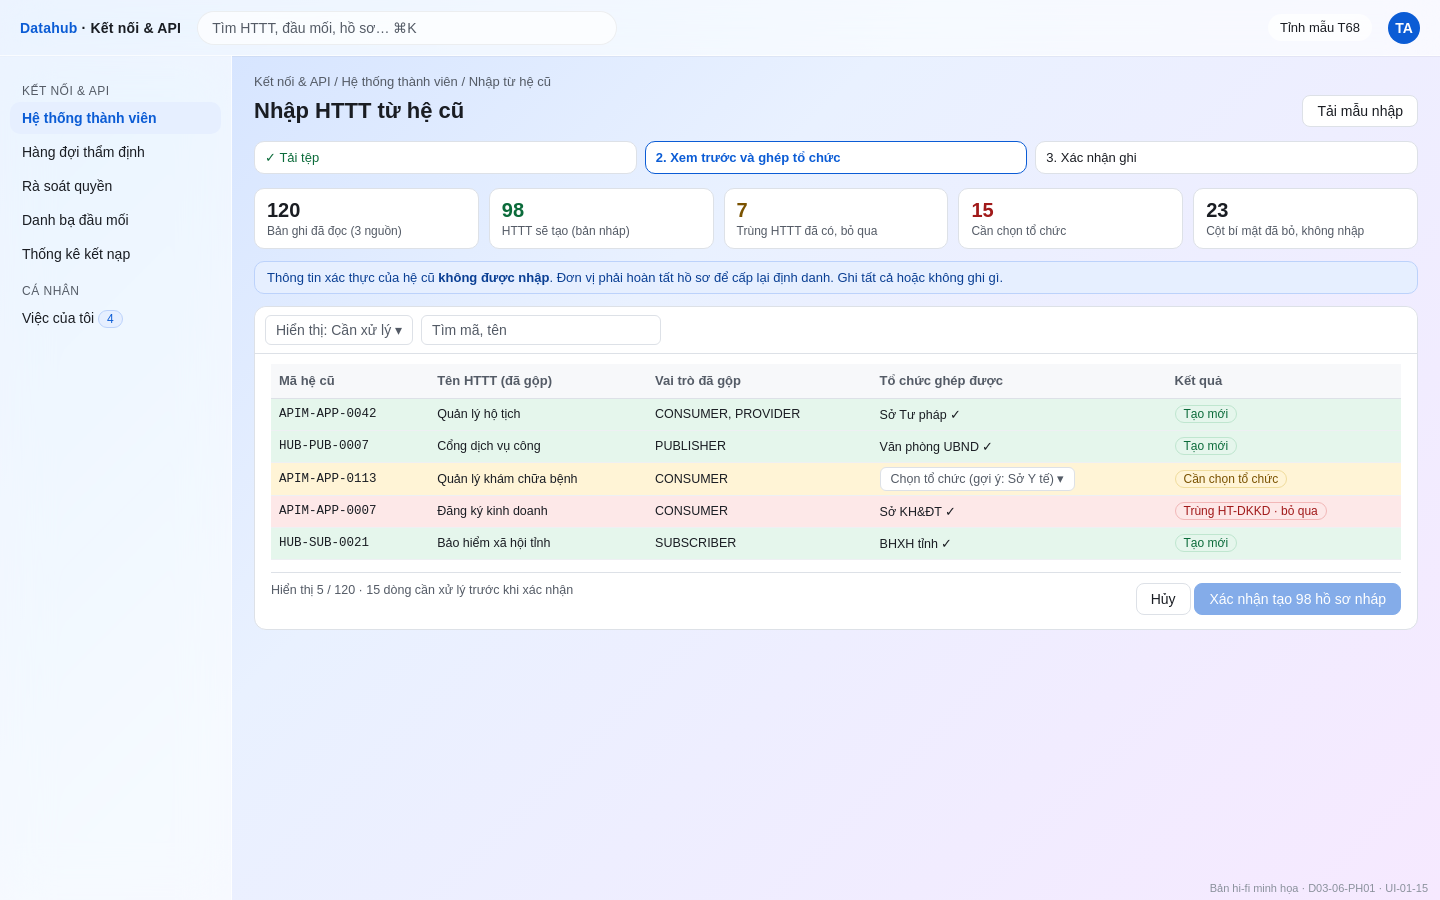 Datahub · Kết nối & API
Tìm HTTT, đầu mối, hồ sơ… ⌘K
Tỉnh mẫu T68
TA
KẾT NỐI & API
Hệ thống thành viên
Hàng đợi thẩm định
Rà soát quyền
Danh bạ đầu mối
Thống kê kết nạp
CÁ NHÂN
Việc của tôi 4
Kết nối & API / Hệ thống thành viên / Nhập từ hệ cũ
Nhập HTTT từ hệ cũ
Tải mẫu nhập
✓ Tải tệp
2. Xem trước và ghép tổ chức
3. Xác nhận ghi
120
Bản ghi đã đọc (3 nguồn)
98
HTTT sẽ tạo (bản nháp)
7
Trùng HTTT đã có, bỏ qua
15
Cần chọn tổ chức
23
Cột bí mật đã bỏ, không nhập
Thông tin xác thực của hệ cũ không được nhập. Đơn vị phải hoàn tất hồ sơ để cấp lại định danh. Ghi tất cả hoặc không ghi gì.
Hiển thị: Cần xử lý ▾
Tìm mã, tên
Mã hệ cũ Tên HTTT (đã gộp) Vai trò đã gộp Tổ chức ghép được Kết quả
APIM-APP-0042 Quản lý hộ tịch CONSUMER, PROVIDER Sở Tư pháp ✓ Tạo mới
HUB-PUB-0007 Cổng dịch vụ công PUBLISHER Văn phòng UBND ✓ Tạo mới
APIM-APP-0113 Quản lý khám chữa bệnh CONSUMER Chọn tổ chức (gợi ý: Sở Y tế) ▾ Cần chọn tổ chức
APIM-APP-0007 Đăng ký kinh doanh CONSUMER Sở KH&ĐT ✓ Trùng HT-DKKD · bỏ qua
HUB-SUB-0021 Bảo hiểm xã hội tỉnh SUBSCRIBER BHXH tỉnh ✓ Tạo mới
Hiển thị 5 / 120 · 15 dòng cần xử lý trước khi xác nhận
Hủy
Xác nhận tạo 98 hồ sơ nháp
Bản hi-fi minh họa · D03-06-PH01 · UI-01-15